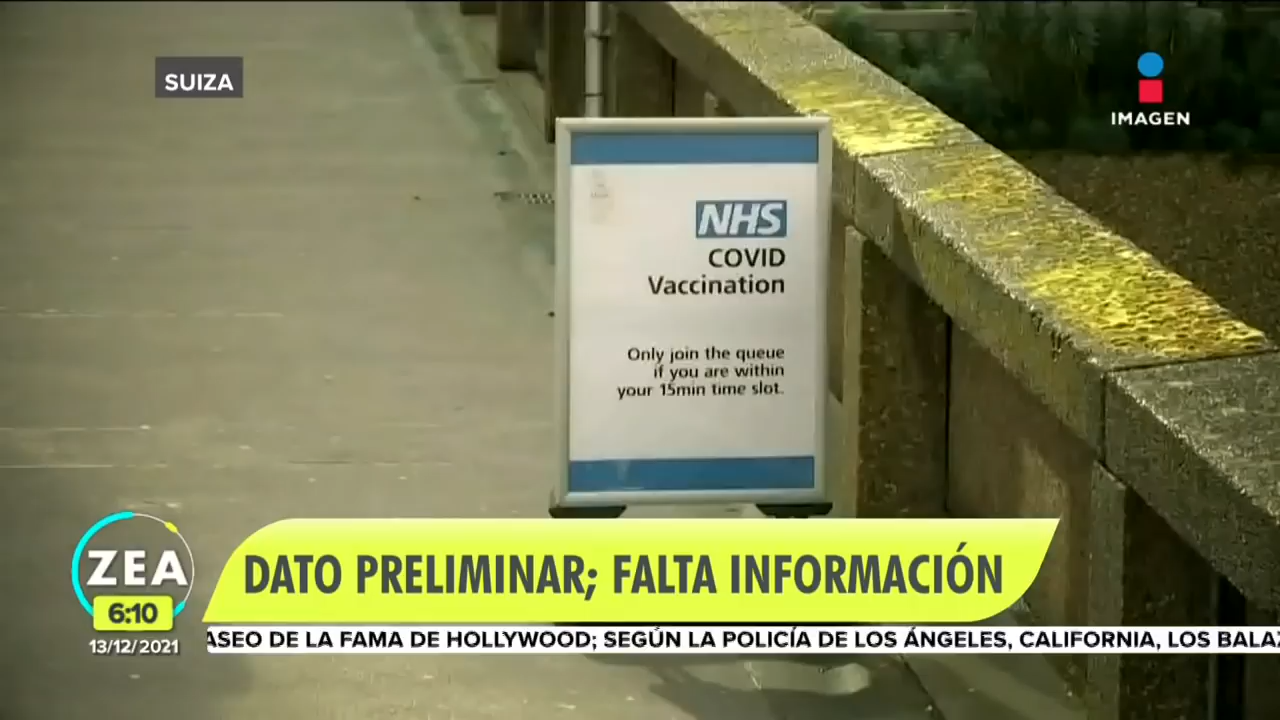 SUIZA
IMAGEN
NHS
COVID
Vaccination
Only join the queue
if you are within
your 15min time slot.
ZEA
6:10
13/12/2021
DATO PRELIMINAR; FALTA INFORMACIÓN
ASEO DE LA FAMA DE HOLLYWOOD; SEGÚN LA POLICÍA DE LOS ÁNGELES, CALIFORNIA, LOS BALAZ